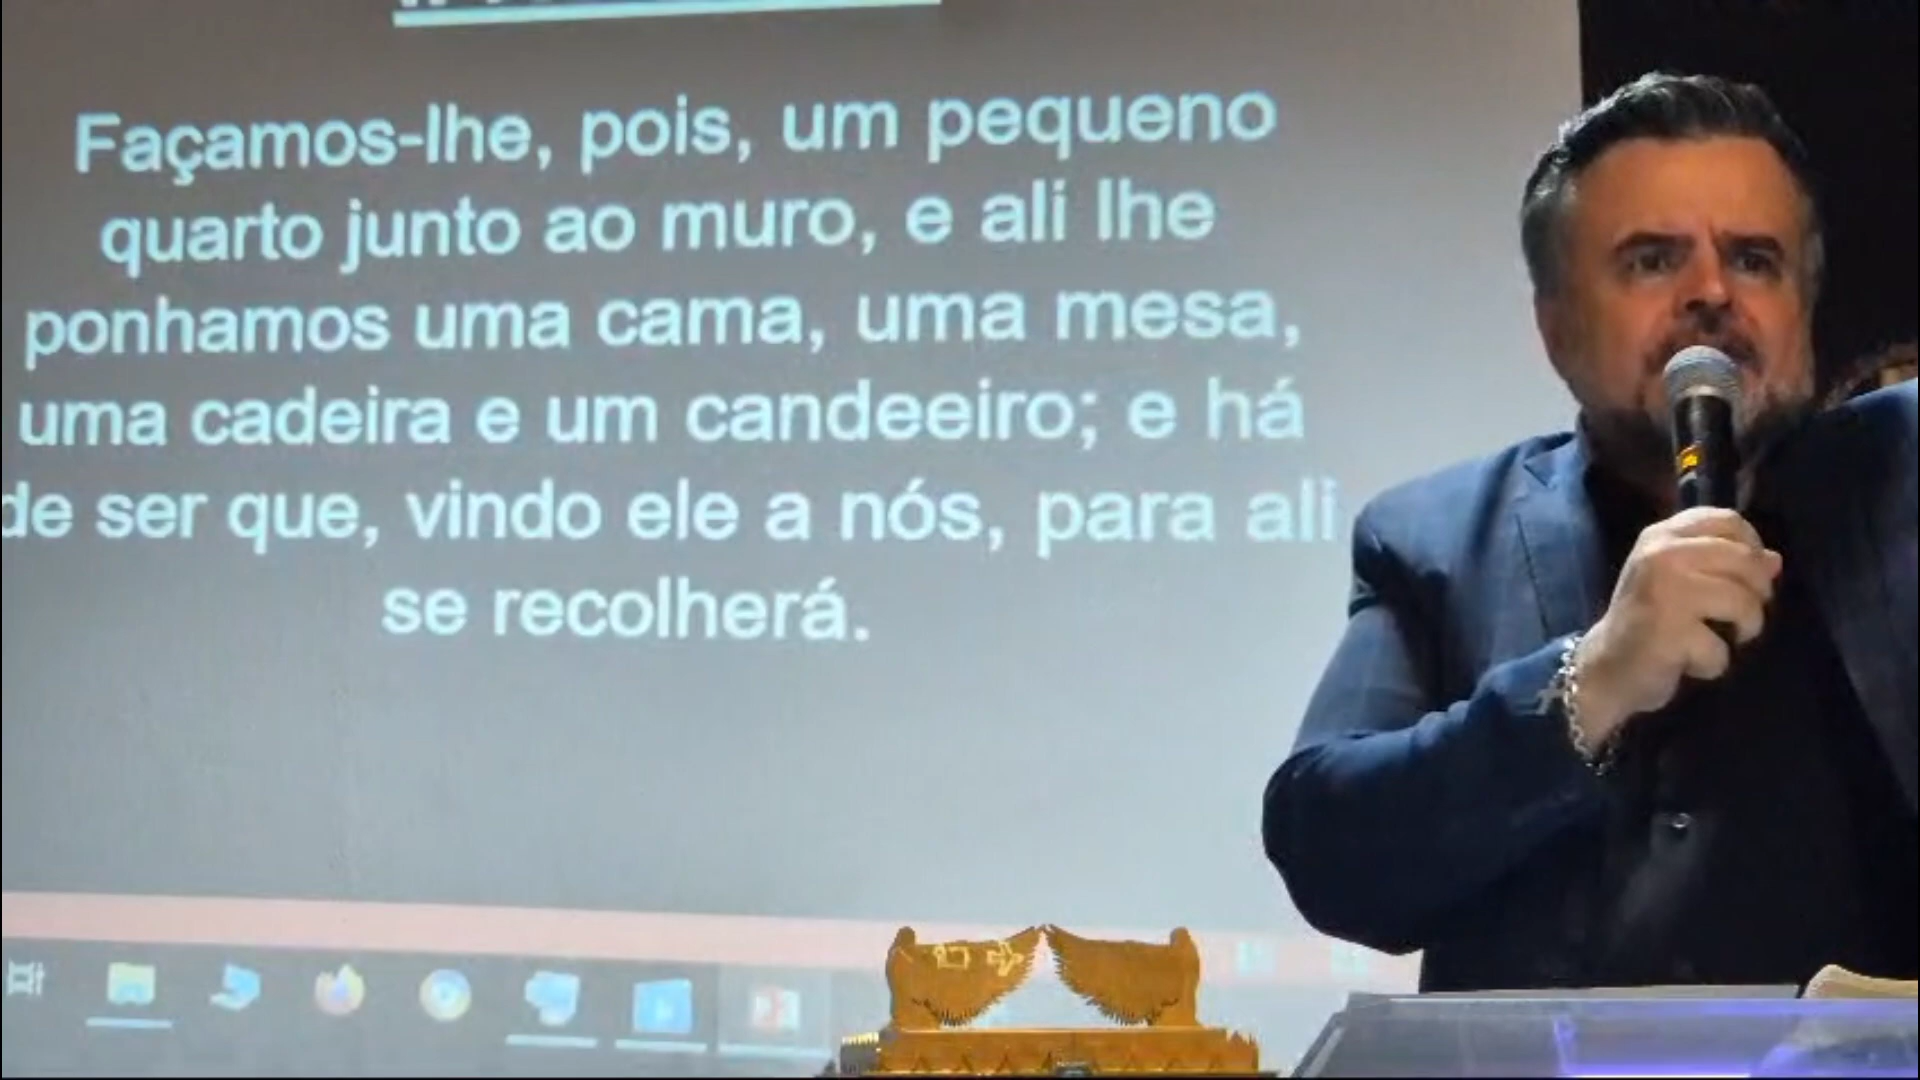 Façamos-lhe, pois, um pequeno
quarto junto ao muro, e ali lhe
ponhamos uma cama, uma mesa,
uma cadeira e um candeeiro; e há
de ser que, vindo ele a nós, para ali
se recolherá.